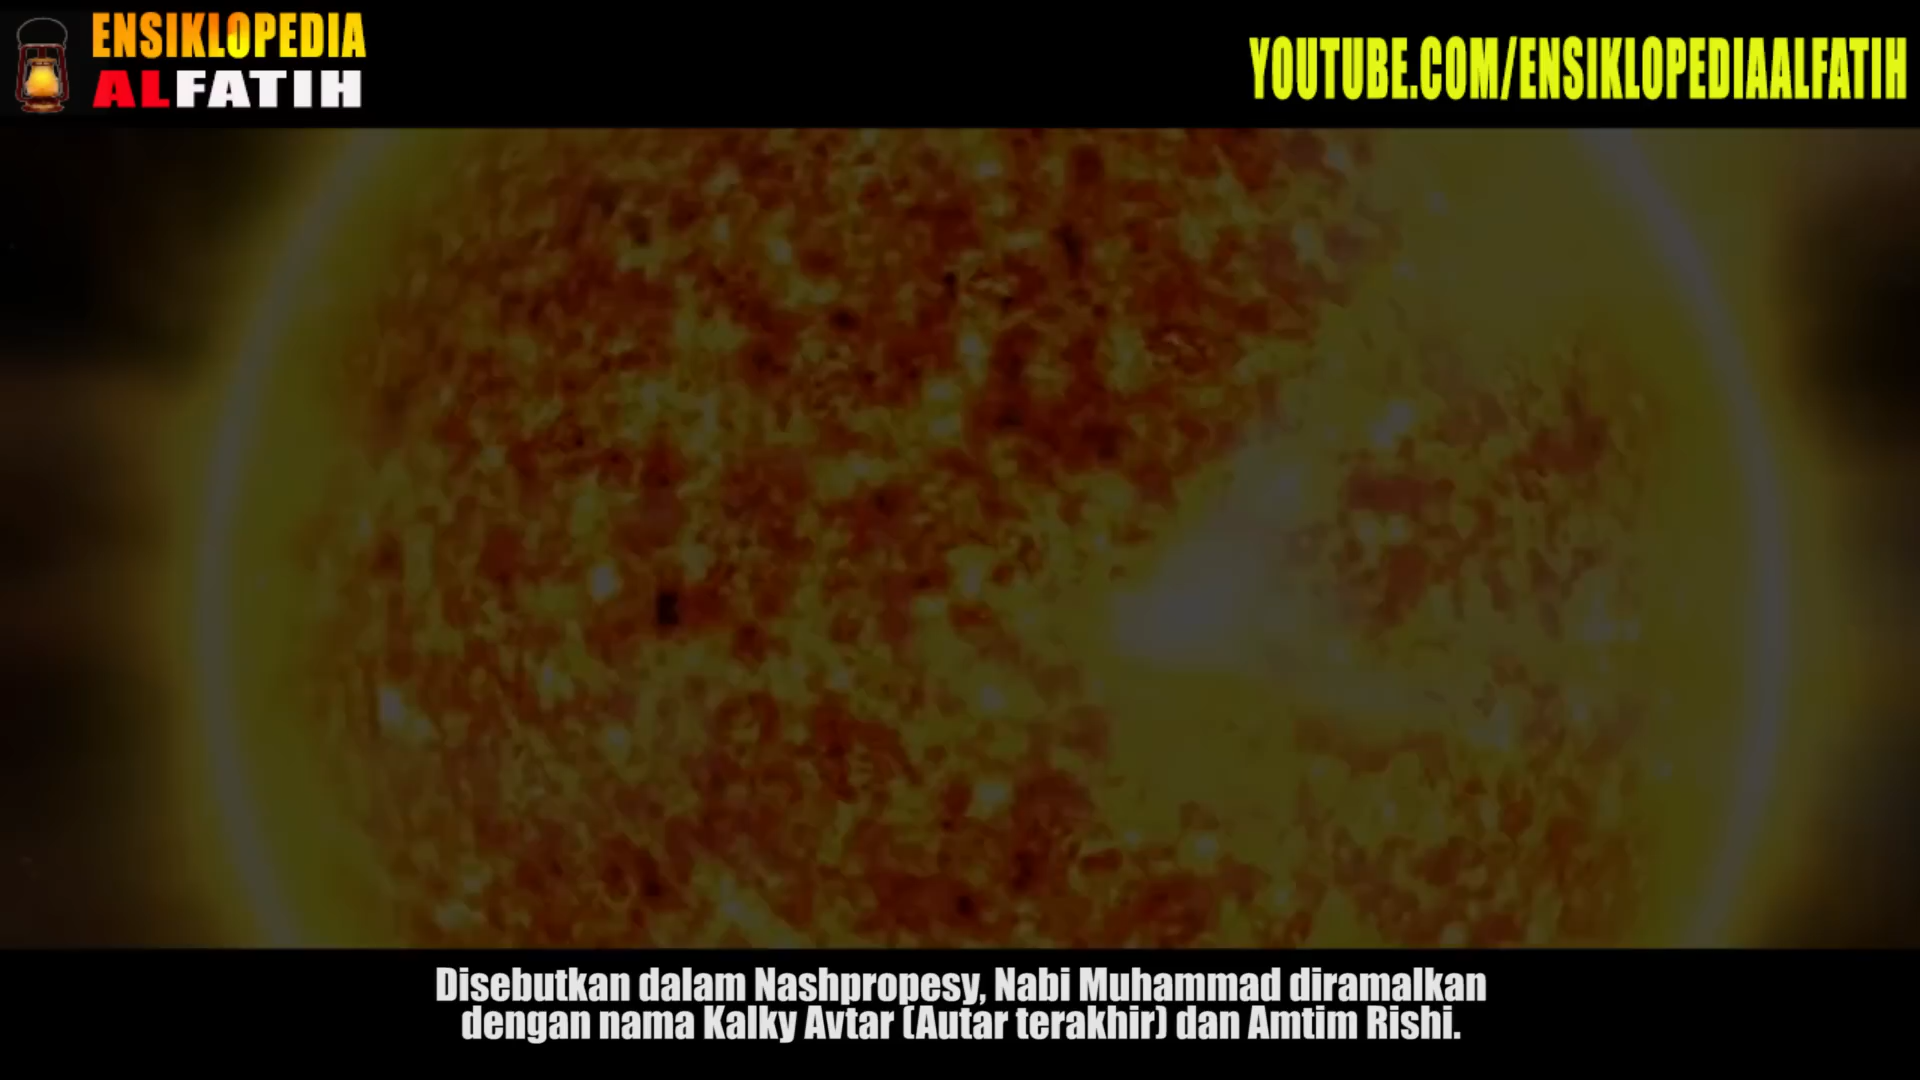 ENSIKLOPEDIA
ALFATIH
YOUTUBE.COM/ENSIKLOPEDIAALFATIH
Disebutkan dalam Nashpropesy, Nabi Muhammad diramalkan
dengan nama Kalky Avtar (Autar terakhir) dan Amtim Rishi.